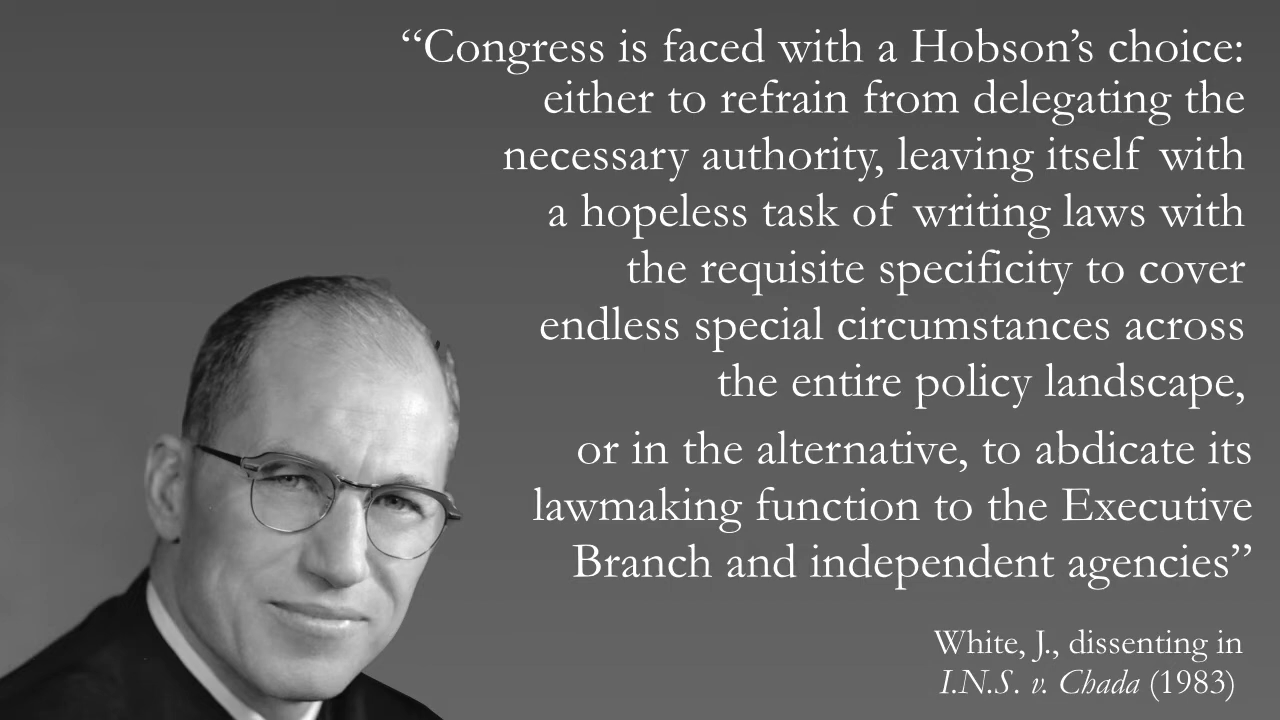 “Congress is faced with a Hobson’s choice:
either to refrain from delegating the
necessary authority, leaving itself with
a hopeless task of writing laws with
the requisite specificity to cover
endless special circumstances across
the entire policy landscape,
or in the alternative, to abdicate its
lawmaking function to the Executive
Branch and independent agencies”
White, J., dissenting in
I.N.S. v. Chada (1983)